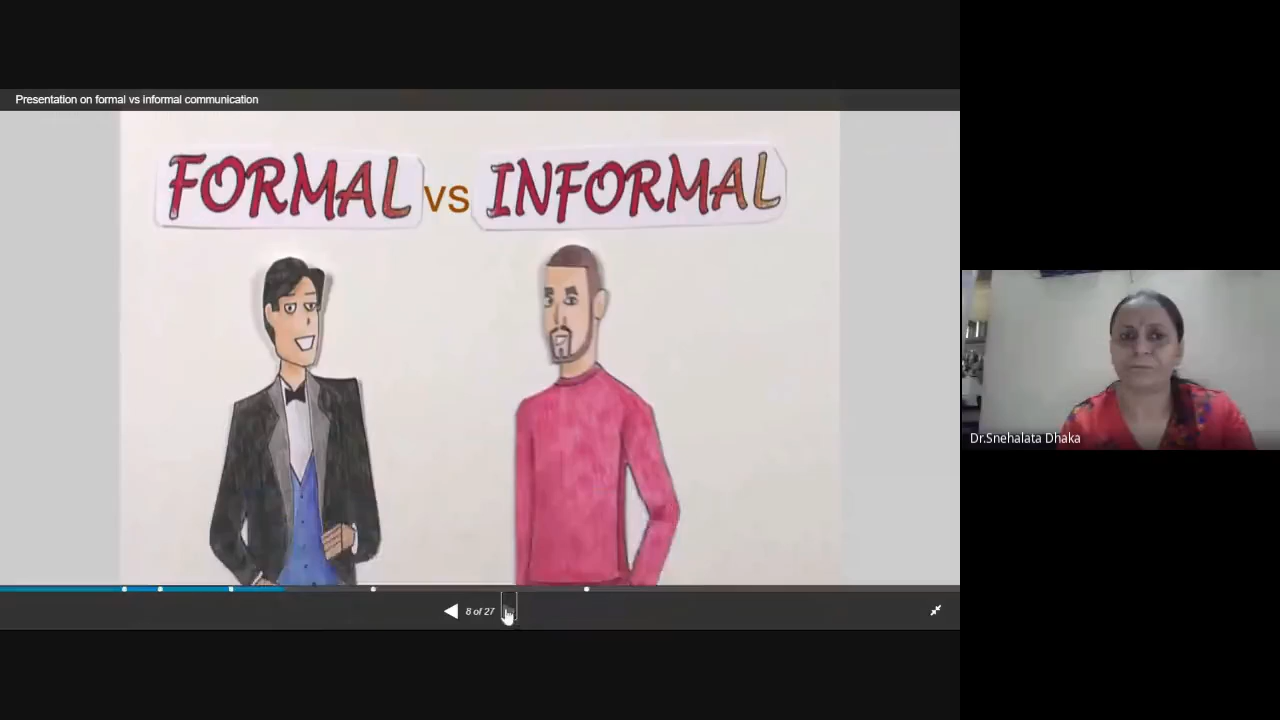 Presentation on formal vs informal communication
FORMAL vs INFORMAL
Dr.Snehalata Dhaka
8 of 27